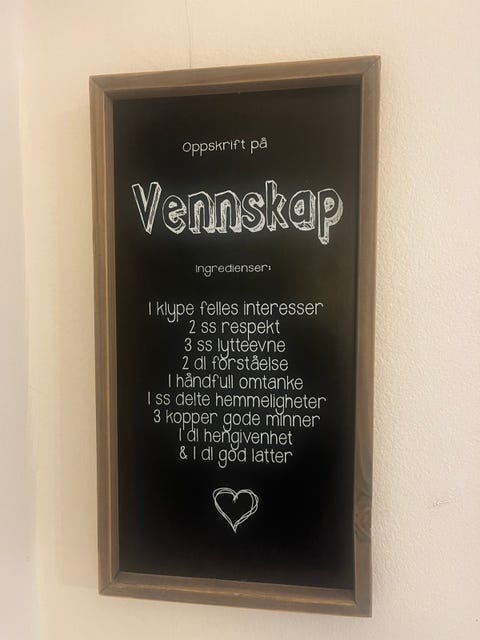 Oppskrift på
Vennskap
Ingredienser:
1 klype felles interesser
2 ss respekt
3 ss lytteevne
2 dl forståelse
1 håndfull omtanke
1 ss delte hemmeligheter
3 kopper gode minner
1 dl hengivenhet
& 1 dl god latter